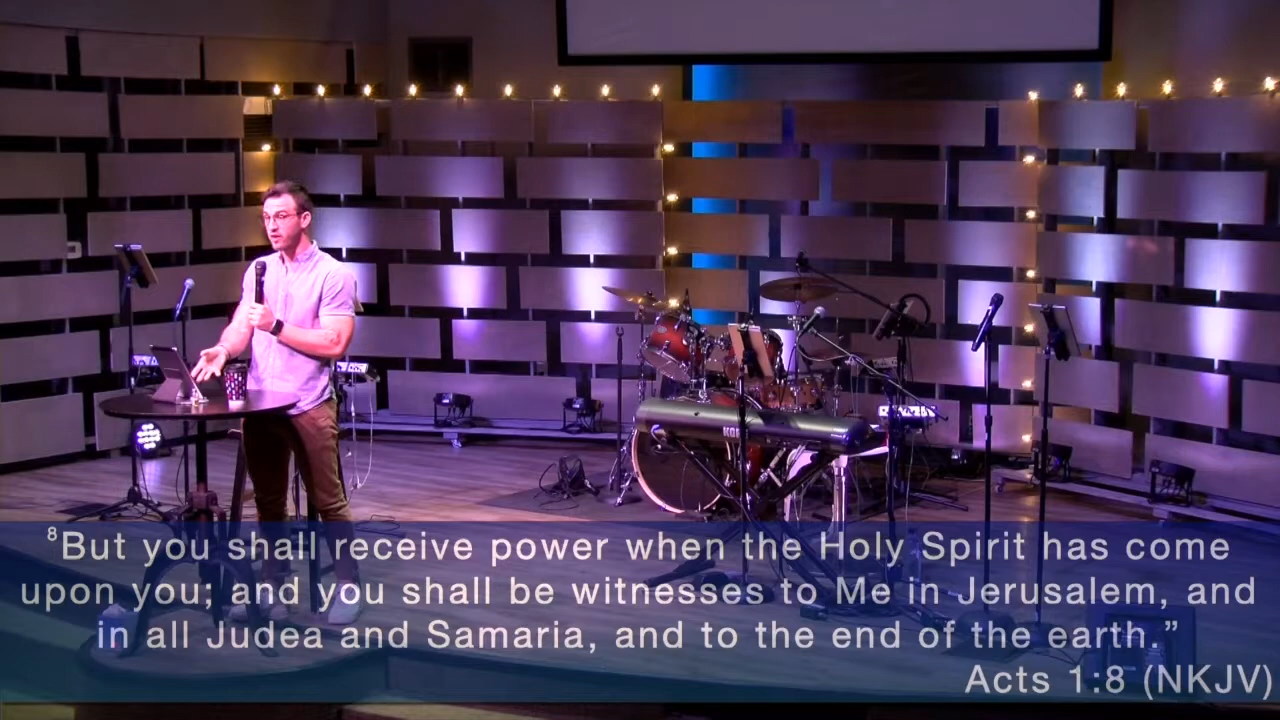 ⁸But you shall receive power when the Holy Spirit has come
upon you; and you shall be witnesses to Me in Jerusalem, and
in all Judea and Samaria, and to the end of the earth.”
Acts 1:8 (NKJV)